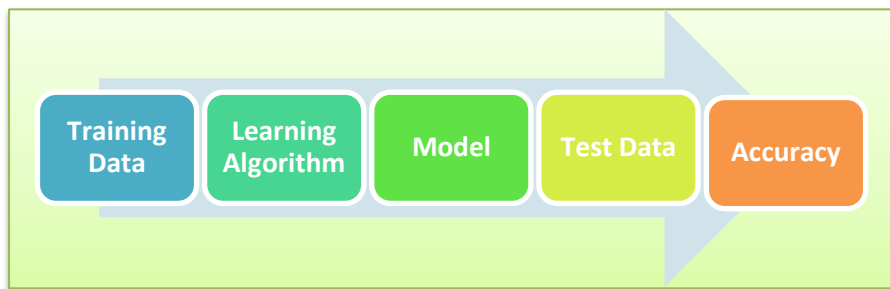 Training
Data
Learning
Algorithm
Model
Test Data
Accuracy